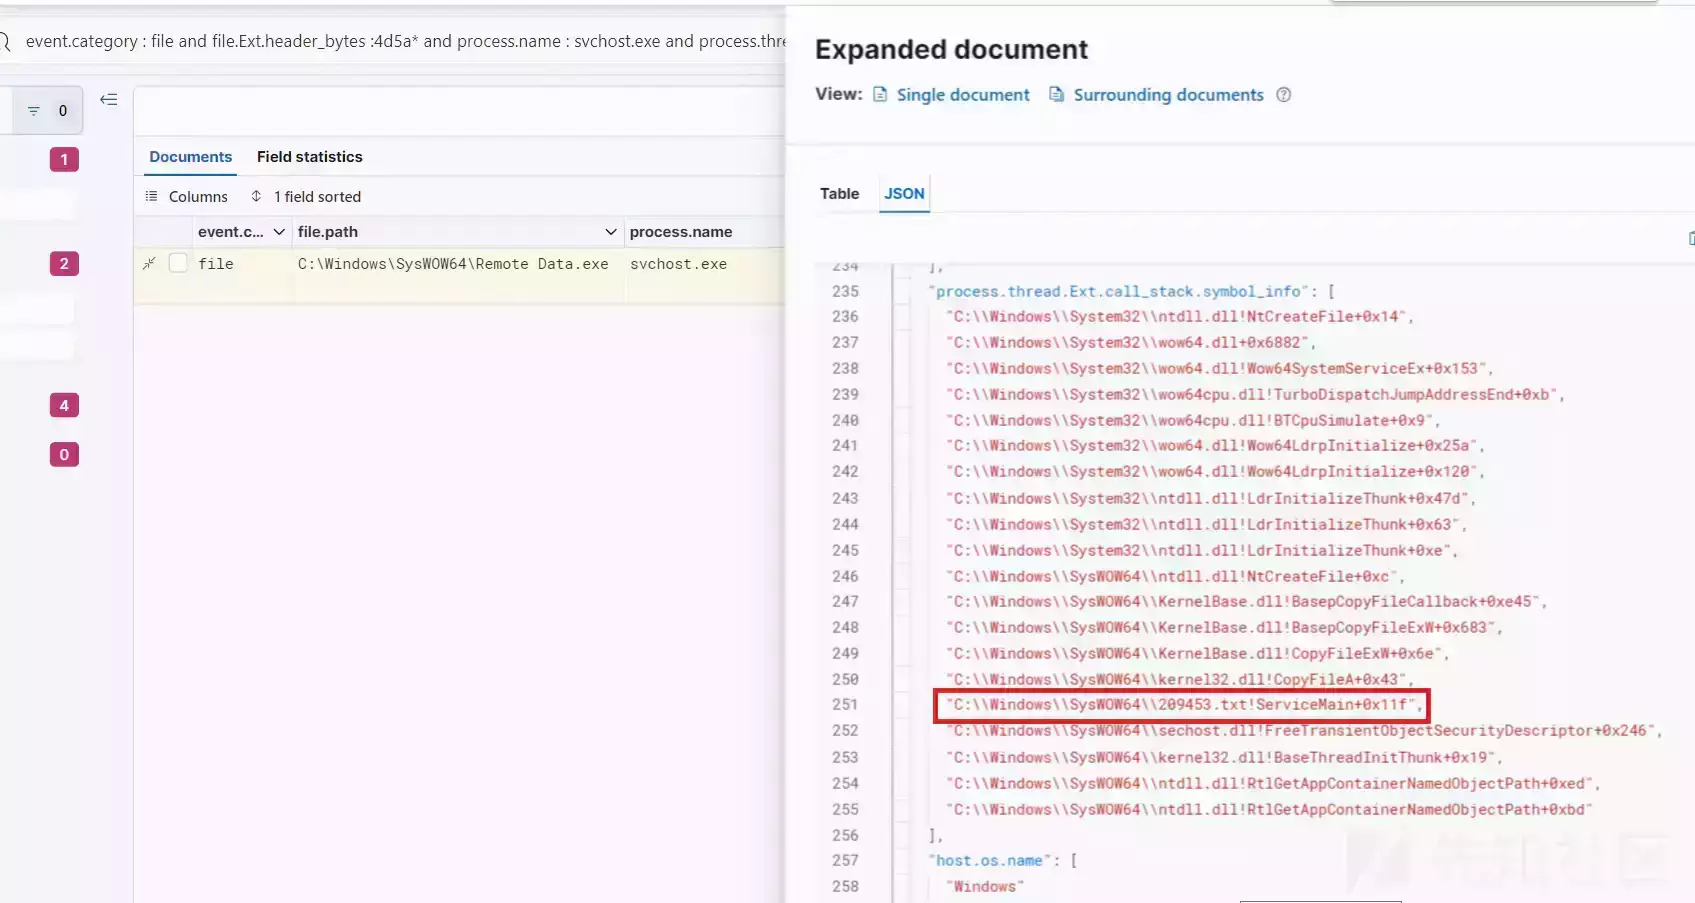 event.category : file and file.Ext.header_bytes :4d5a* and process.name : svchost.exe and process.thre
0
1
2
4
0
Documents Field statistics
Columns 1 field sorted
event.c... file.path process.name
file C:\Windows\SysWOW64\Remote Data.exe svchost.exe
Expanded document
View: Single document Surrounding documents
Table JSON
234 ],
235 "process.thread.Ext.call_stack.symbol_info": [
236 "C:\\Windows\\System32\\ntdll.dll!NtCreateFile+0x14",
237 "C:\\Windows\\System32\\wow64.dll+0x6882",
238 "C:\\Windows\\System32\\wow64.dll!Wow64SystemServiceEx+0x153",
239 "C:\\Windows\\System32\\wow64cpu.dll!TurboDispatchJumpAddressEnd+0xb",
240 "C:\\Windows\\System32\\wow64cpu.dll!BTCpuSimulate+0x9",
241 "C:\\Windows\\System32\\wow64.dll!Wow64LdrpInitialize+0x25a",
242 "C:\\Windows\\System32\\wow64.dll!Wow64LdrpInitialize+0x120",
243 "C:\\Windows\\System32\\ntdll.dll!LdrInitializeThunk+0x47d",
244 "C:\\Windows\\System32\\ntdll.dll!LdrInitializeThunk+0x63",
245 "C:\\Windows\\System32\\ntdll.dll!LdrInitializeThunk+0xe",
246 "C:\\Windows\\SysWOW64\\ntdll.dll!NtCreateFile+0xc",
247 "C:\\Windows\\SysWOW64\\KernelBase.dll!BasepCopyFileCallback+0xe45",
248 "C:\\Windows\\SysWOW64\\KernelBase.dll!BasepCopyFileExW+0x683",
249 "C:\\Windows\\SysWOW64\\KernelBase.dll!CopyFileExW+0x6e",
250 "C:\\Windows\\SysWOW64\\kernel32.dll!CopyFileA+0x43",
251 "C:\\Windows\\SysWOW64\\209453.txt!ServiceMain+0x11f",
252 "C:\\Windows\\SysWOW64\\sechost.dll!FreeTransientObjectSecurityDescriptor+0x246",
253 "C:\\Windows\\SysWOW64\\kernel32.dll!BaseThreadInitThunk+0x19",
254 "C:\\Windows\\SysWOW64\\ntdll.dll!RtlGetAppContainerNamedObjectPath+0xed",
255 "C:\\Windows\\SysWOW64\\ntdll.dll!RtlGetAppContainerNamedObjectPath+0xbd"
256 ],
257 "host.os.name": [
258 "Windows"
先知社区